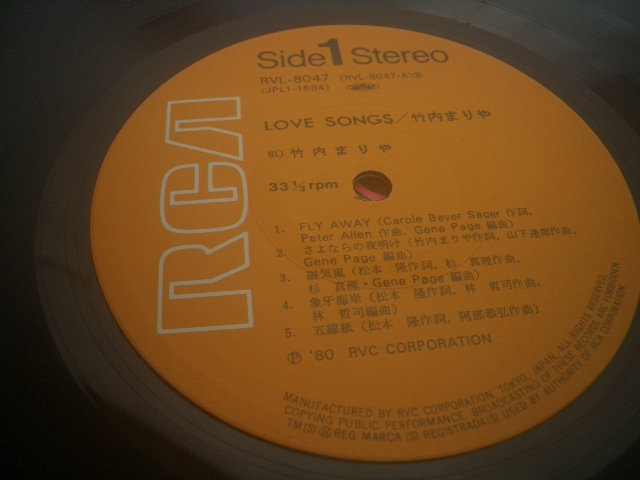 Side 1 Stereo
RVL-8047 (RVL-8047-A) Ⓢ
(JPL1-1684)
RCA
LOVE SONGS/竹内まりや
唄) 竹内まりや
33 1/3 rpm
1. FLY AWAY (Carole Bayer Sager 作詞,
Peter Allen 作曲, Gene Page 編曲)
2. さよならの夜明け (竹内まりや作詞, 山下達郎作曲,
Gene Page 編曲)
3. 磁気嵐 (松本 隆作詞, 杉 真理作曲,
杉 真理・Gene Page 編曲)
4. 象牙海岸 (松本 隆作詞, 林 哲司作曲,
林 哲司編曲)
5. 五線紙 (松本 隆作詞, 阿部恭弘作曲)
Ⓟ '80 RVC CORPORATION
MANUFACTURED BY RVC CORPORATION, TOKYO, JAPAN. ALL RIGHTS RESERVED.
COPYING PUBLIC PERFORMANCE, BROADCASTING OF THESE RECORDS ARE FORBIDDEN
TM(S) Ⓡ REG MARCA(S) REGISTRADA(S) USED BY AUTHORITY OF RCA CORPORATION